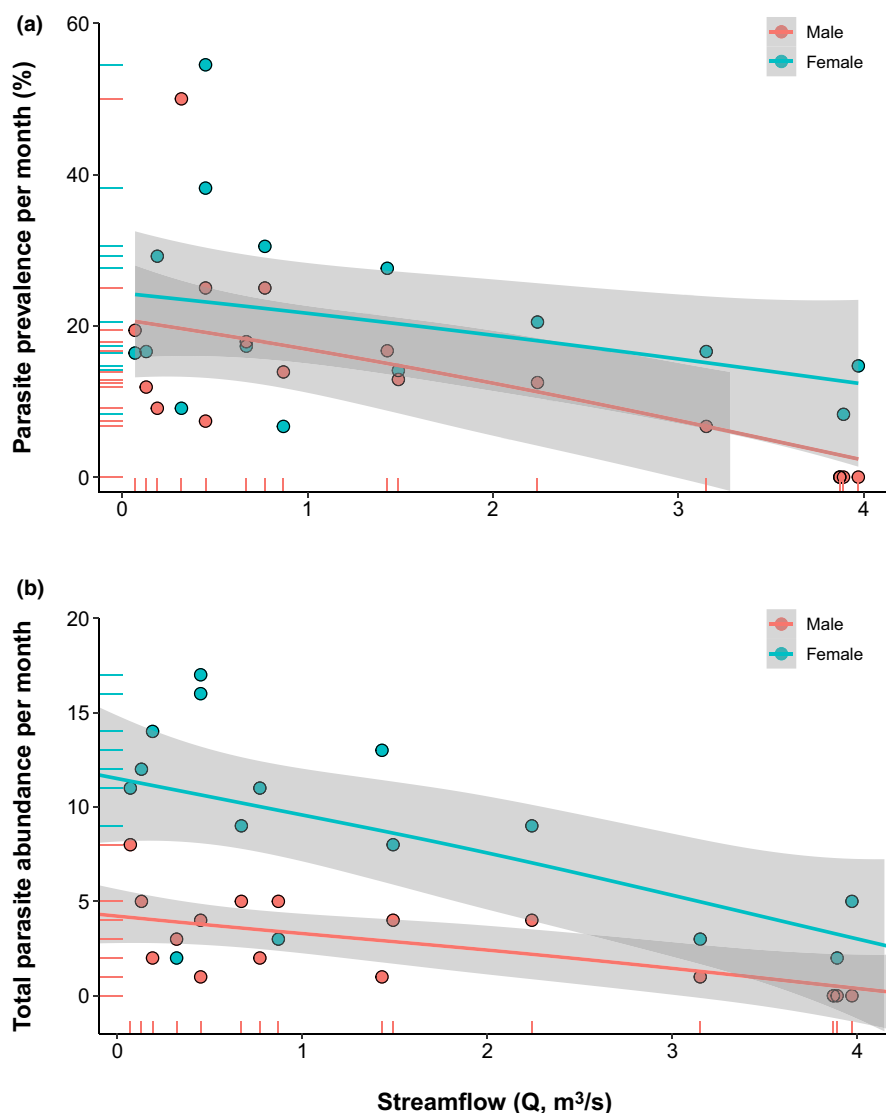 (a)
Parasite prevalence per month (%)
60
40
20
0
Male
Female
0 1 2 3 4
(b)
Total parasite abundance per month
20
15
10
5
0
Male
Female
0 1 2 3 4
Streamflow (Q, m³/s)